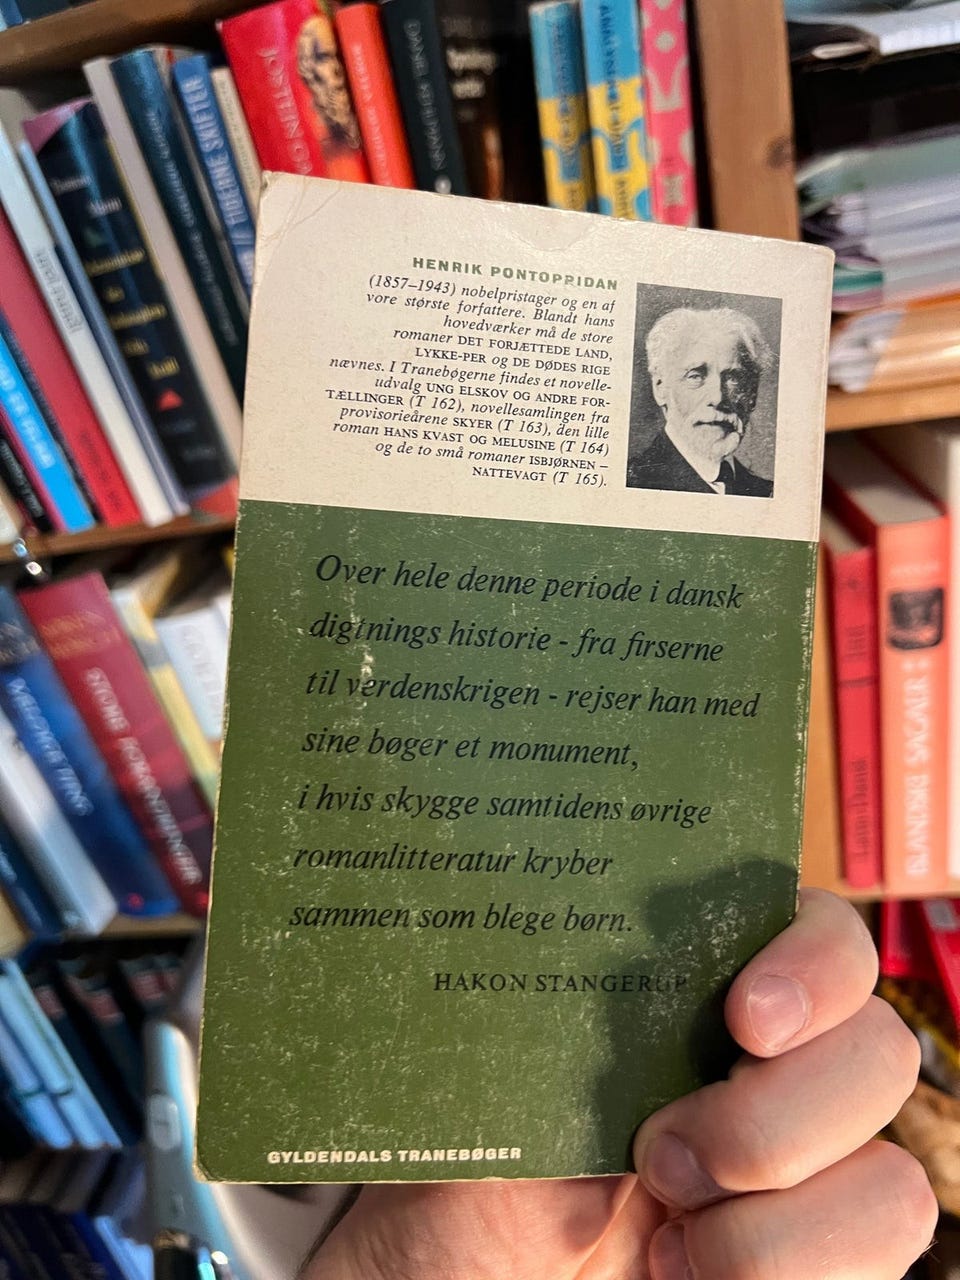 HENRIK PONTOPPIDAN
(1857–1943) nobelpristager og en af
vore største forfattere. Blandt hans
hovedværker må de store
romaner DET FORJÆTTEDE LAND,
LYKKE-PER og DE DØDES RIGE
nævnes. I Tranebøgerne findes et novelle-
udvalg UNG ELSKOV OG ANDRE FOR-
TÆLLINGER (T 162), novellesamlingen fra
provisorieårene SKYER (T 163), den lille
roman HANS KVAST OG MELUSINE (T 164)
og de to små romaner ISBJØRNEN –
NATTEVAGT (T 165).
Over hele denne periode i dansk
digtnings historie - fra firserne
til verdenskrigen - rejser han med
sine bøger et monument,
i hvis skygge samtidens øvrige
romanlitteratur kryber
sammen som blege børn.
HAKON STANGERUP
GYLDENDALS TRANEBØGER